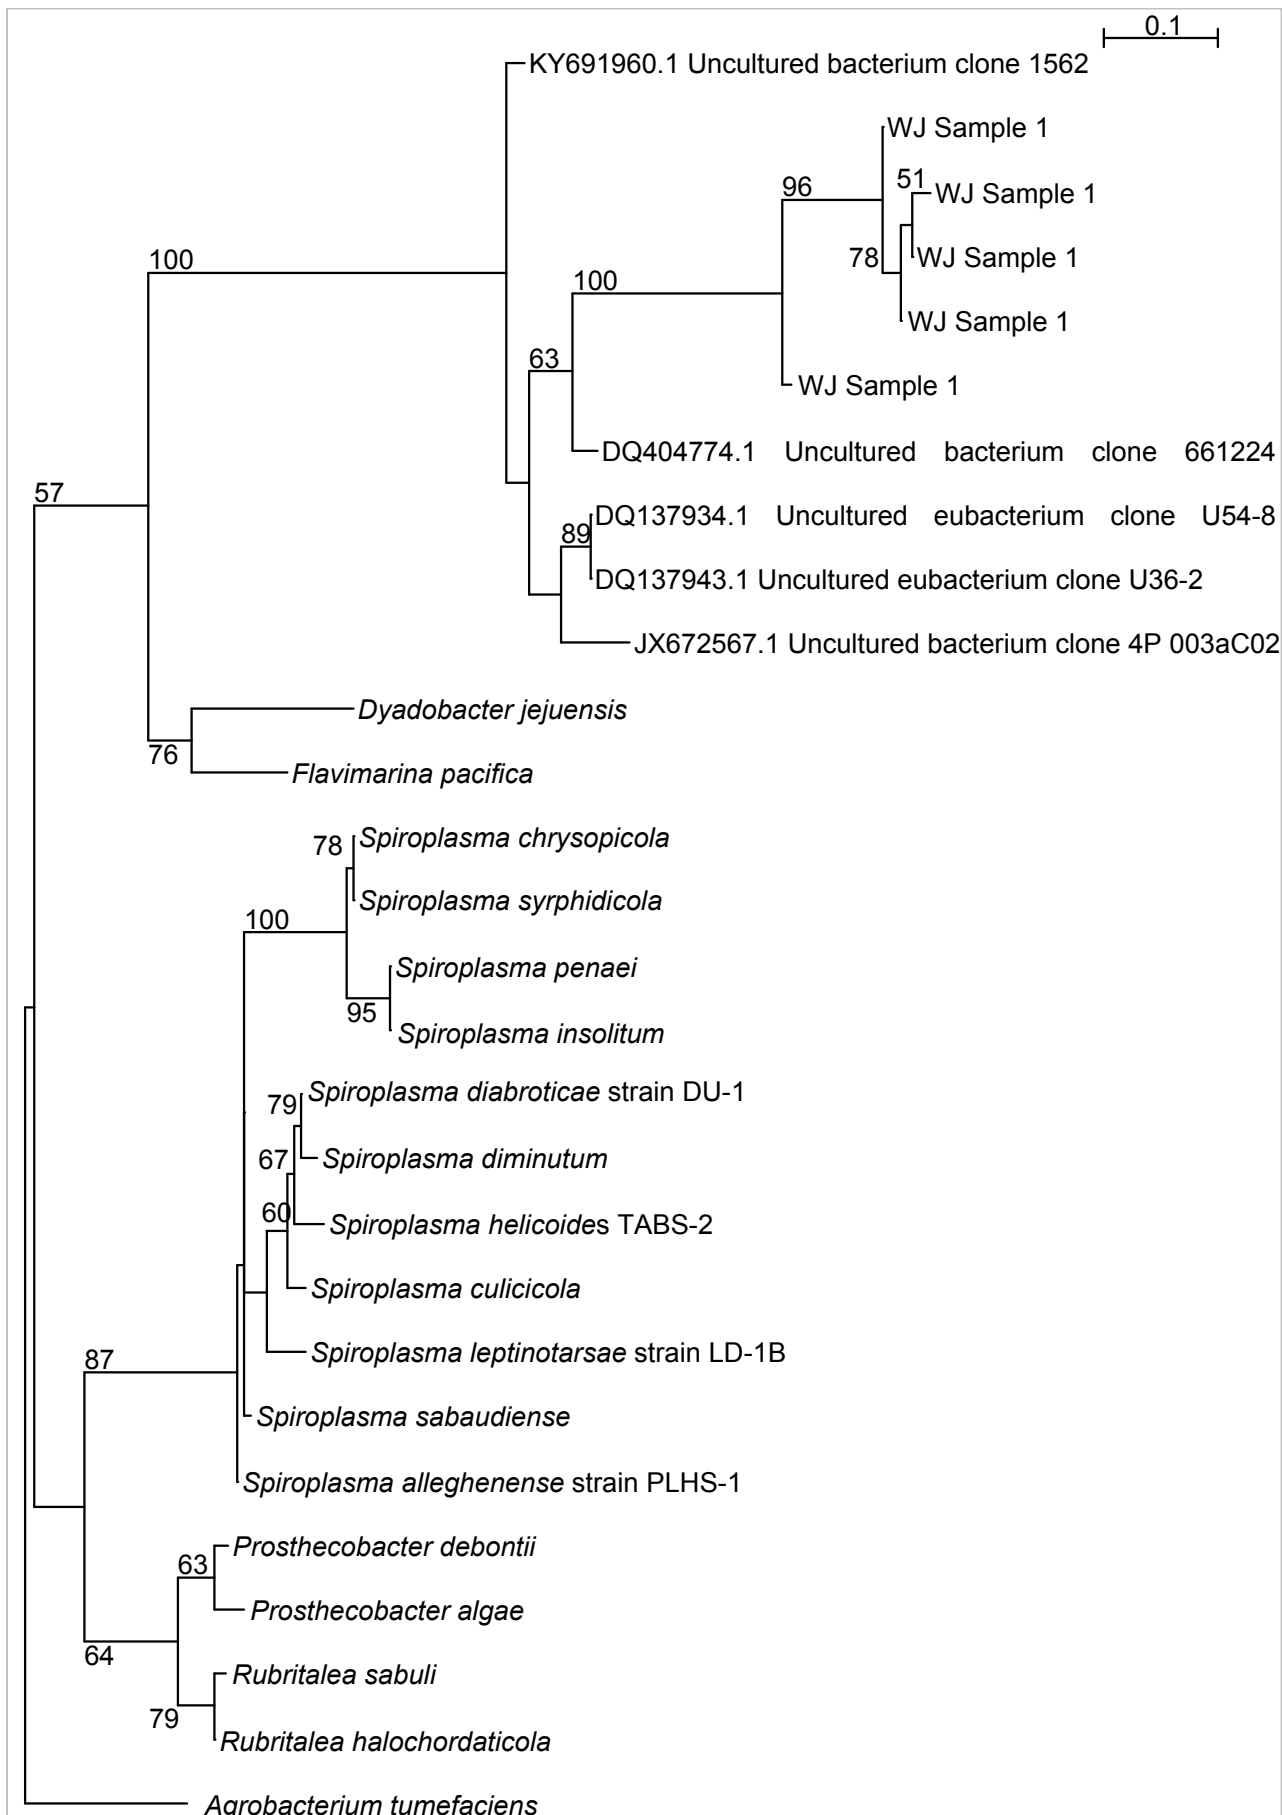 0.1
KY691960.1 Uncultured bacterium clone 1562
WJ Sample 1
96
51
WJ Sample 1
78
WJ Sample 1
100
100
WJ Sample 1
63
WJ Sample 1
DQ404774.1 Uncultured bacterium clone 661224
57
DQ137934.1 Uncultured eubacterium clone U54-8
89
DQ137943.1 Uncultured eubacterium clone U36-2
JX672567.1 Uncultured bacterium clone 4P 003aC02
Dyadobacter jejuensis
76
Flavimarina pacifica
78
Spiroplasma chrysopicola
Spiroplasma syrphidicola
100
Spiroplasma penaei
95
Spiroplasma insolitum
79
Spiroplasma diabroticae strain DU-1
67
Spiroplasma diminutum
60
Spiroplasma helicoides TABS-2
Spiroplasma culicicola
87
Spiroplasma leptinotarsae strain LD-1B
Spiroplasma sabaudiense
Spiroplasma alleghenense strain PLHS-1
Prosthecobacter debontii
63
Prosthecobacter algae
64
Rubritalea sabuli
79
Rubritalea halochordaticola
Agrobacterium tumefaciens